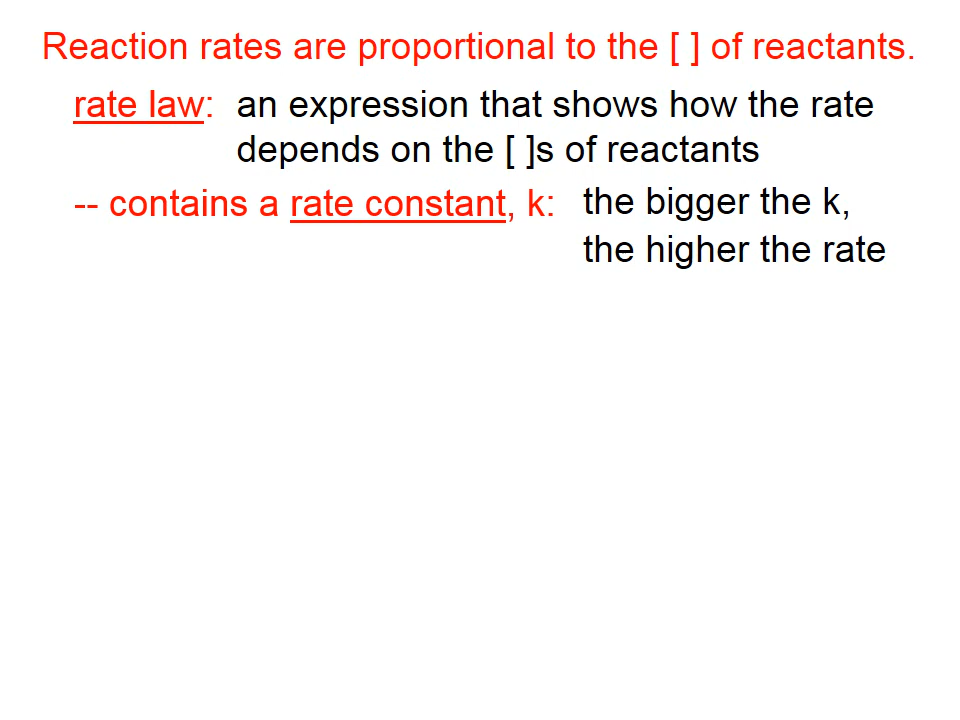 Reaction rates are proportional to the [ ] of reactants.
rate law: an expression that shows how the rate
depends on the [ ]s of reactants
-- contains a rate constant, k: the bigger the k,
the higher the rate